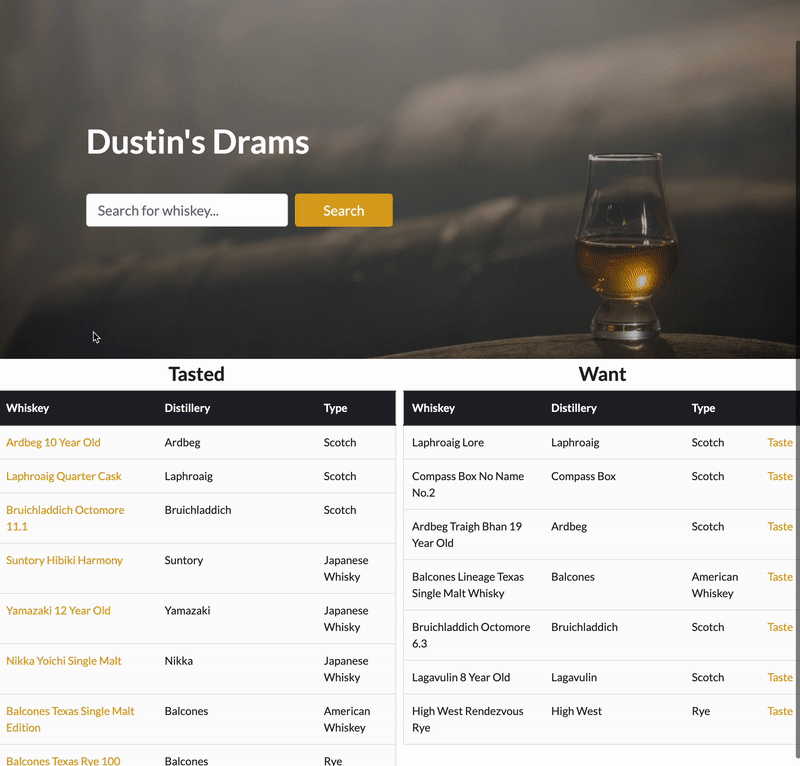 Dustin's Drams
Search for whiskey...
Search
Tasted
Whiskey Distillery Type
Ardbeg 10 Year Old Ardbeg Scotch
Laphroaig Quarter Cask Laphroaig Scotch
Bruichladdich Octomore Bruichladdich Scotch
11.1
Suntory Hibiki Harmony Suntory Japanese
Whisky
Yamazaki 12 Year Old Yamazaki Japanese
Whisky
Nikka Yoichi Single Malt Nikka Japanese
Whisky
Balcones Texas Single Malt Balcones American
Edition Whiskey
Balcones Texas Rye 100 Balcones Rye
Want
Whiskey Distillery Type
Laphroaig Lore Laphroaig Scotch Taste
Compass Box No Name Compass Box Scotch Taste
No.2
Ardbeg Traigh Bhan 19 Ardbeg Scotch Taste
Year Old
Balcones Lineage Texas Balcones American Taste
Single Malt Whisky Whiskey
Bruichladdich Octomore Bruichladdich Scotch Taste
6.3
Lagavulin 8 Year Old Lagavulin Scotch Taste
High West Rendezvous High West Rye Taste
Rye